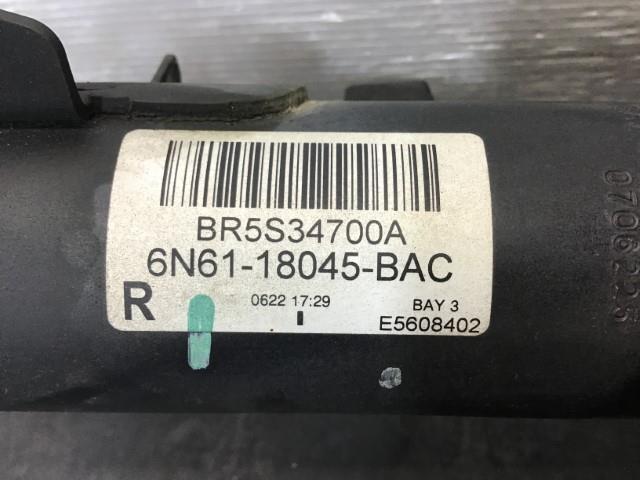 BR5S34700A
6N61-18045-BAC
R
0622 17:29
BAY 3
E5608402